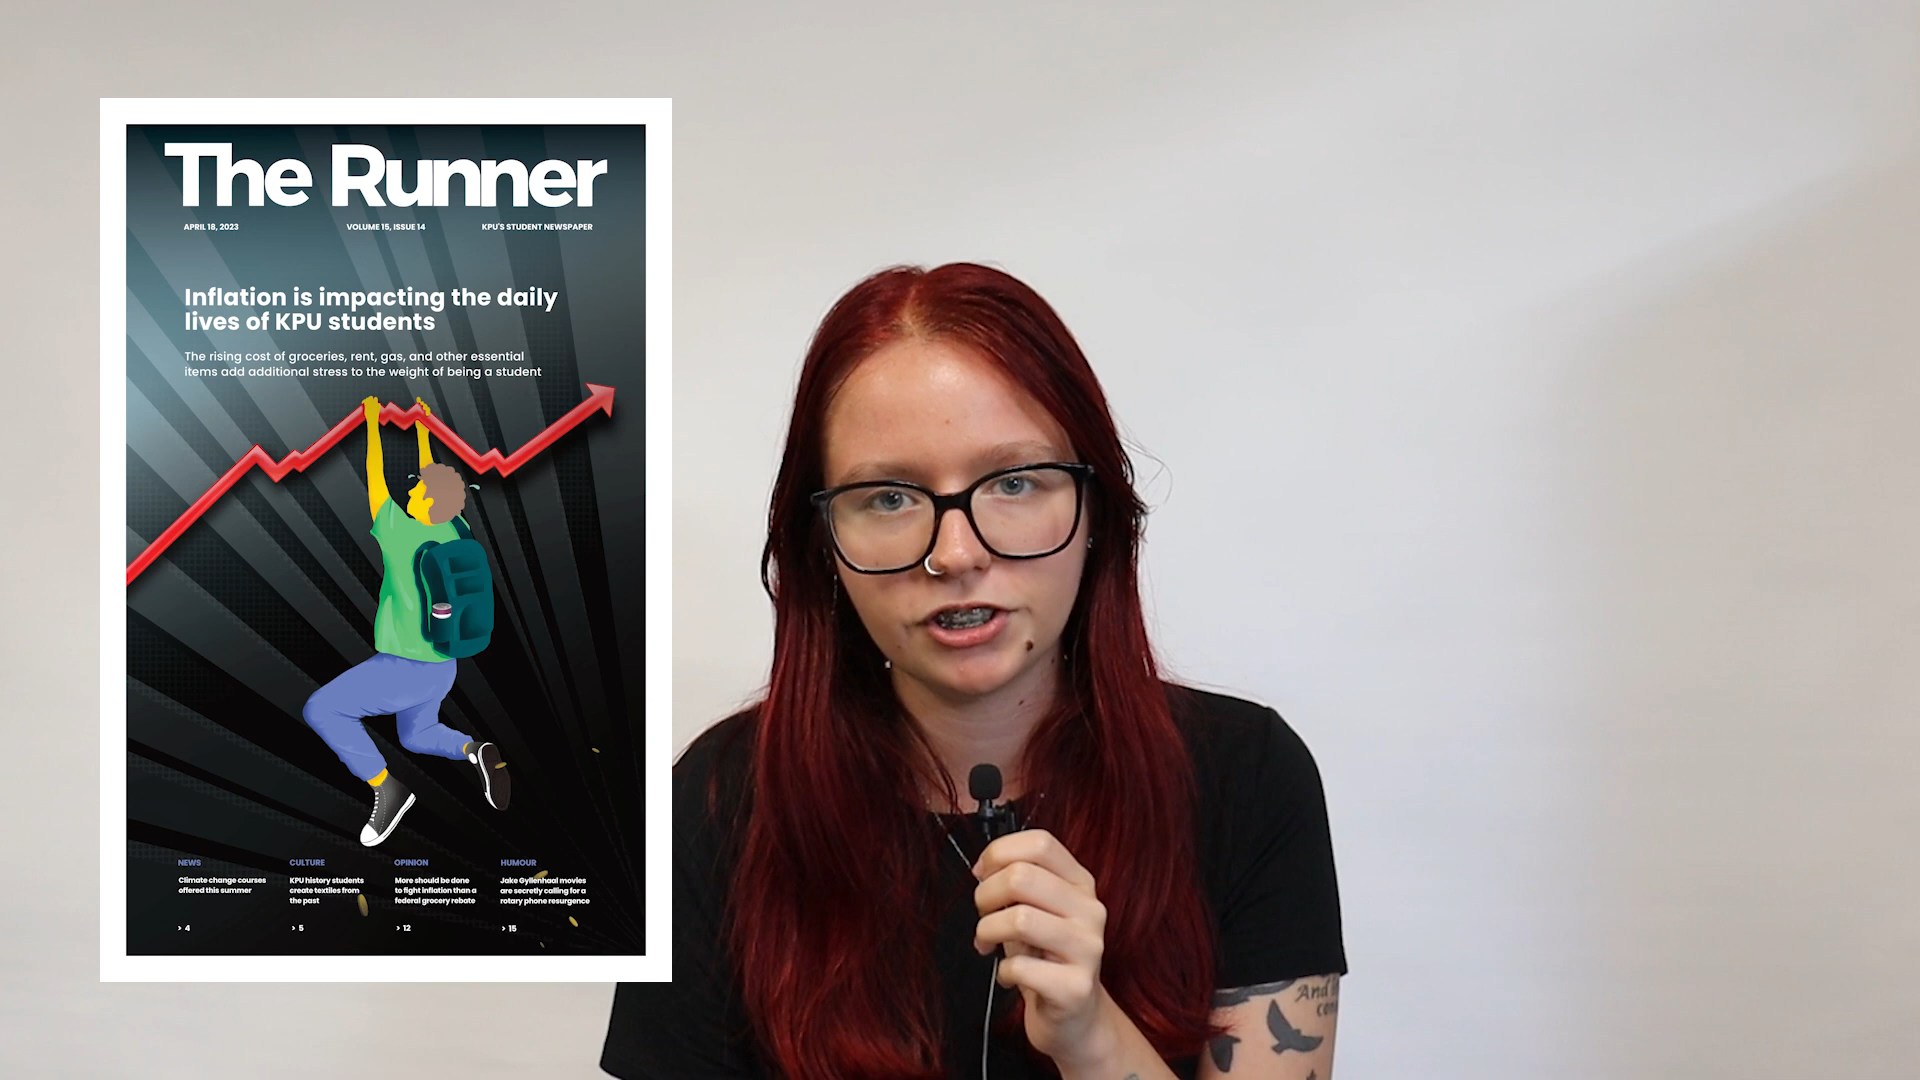 The Runner
APRIL 18, 2023
VOLUME 15, ISSUE 14
KPU'S STUDENT NEWSPAPER
Inflation is impacting the daily
lives of KPU students
The rising cost of groceries, rent, gas, and other essential
items add additional stress to the weight of being a student
NEWS
Climate change courses
offered this summer
> 4
CULTURE
KPU history students
create textiles from
the past
> 5
OPINION
More should be done
to fight inflation than a
federal grocery rebate
> 12
HUMOUR
Jake Gyllenhaal movies
are secretly calling for a
rotary phone resurgence
> 15
And